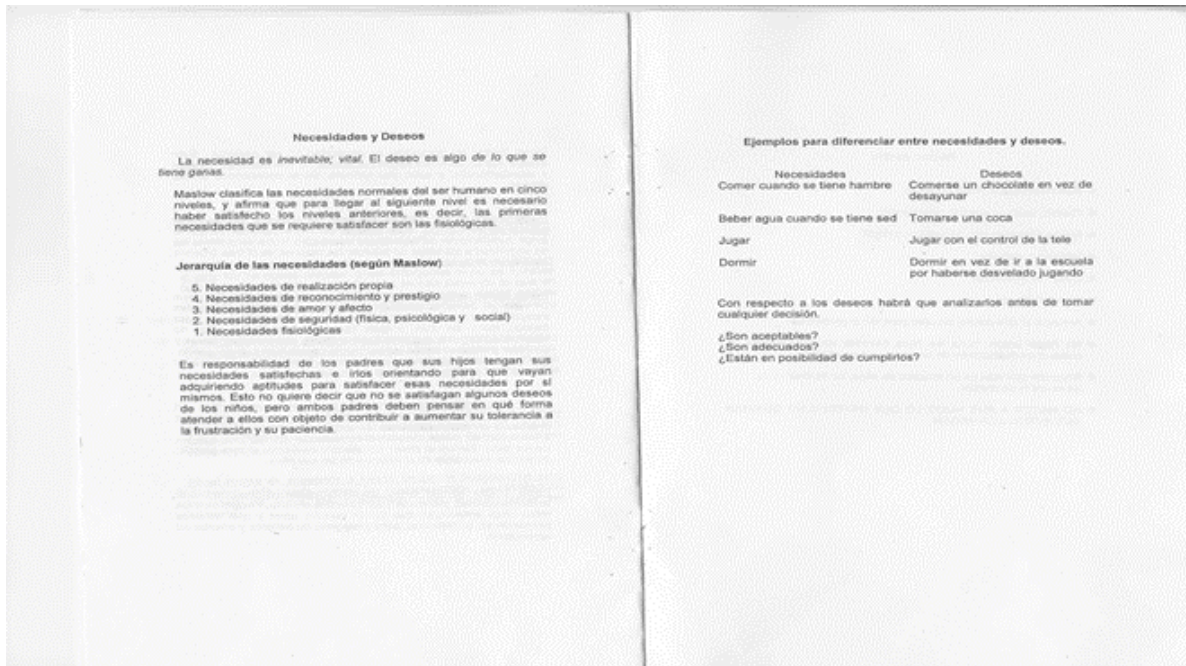 Necesidades y Deseos
La necesidad es inevitable; vital. El deseo es algo de lo que se
tiene ganas.
Maslow clasifica las necesidades normales del ser humano en cinco
niveles, y afirma que para llegar al siguiente nivel es necesario
haber satisfecho los niveles anteriores, es decir, las primeras
necesidades que se requiere satisfacer son las fisiológicas.
Jerarquía de las necesidades (según Maslow)
5. Necesidades de realización propia
4. Necesidades de reconocimiento y prestigio
3. Necesidades de amor y afecto
2. Necesidades de seguridad (física, psicológica y social)
1. Necesidades fisiológicas
Es responsabilidad de los padres que sus hijos tengan sus
necesidades satisfechas e irlos orientando para que vayan
adquiriendo aptitudes para satisfacer esas necesidades por sí
mismos. Esto no quiere decir que no se satisfagan algunos deseos
de los niños, pero ambos padres deben pensar en qué forma
atender a ellos con objeto de contribuir a aumentar su tolerancia a
la frustración y su paciencia.
Ejemplos para diferenciar entre necesidades y deseos.
Necesidades Deseos
Comer cuando se tiene hambre Comerse un chocolate en vez de
desayunar
Beber agua cuando se tiene sed Tomarse una coca
Jugar Jugar con el control de la tele
Dormir Dormir en vez de ir a la escuela
por haberse desvelado jugando
Con respecto a los deseos habrá que analizarlos antes de tomar
cualquier decisión.
¿Son aceptables?
¿Son adecuados?
¿Están en posibilidad de cumplirlos?